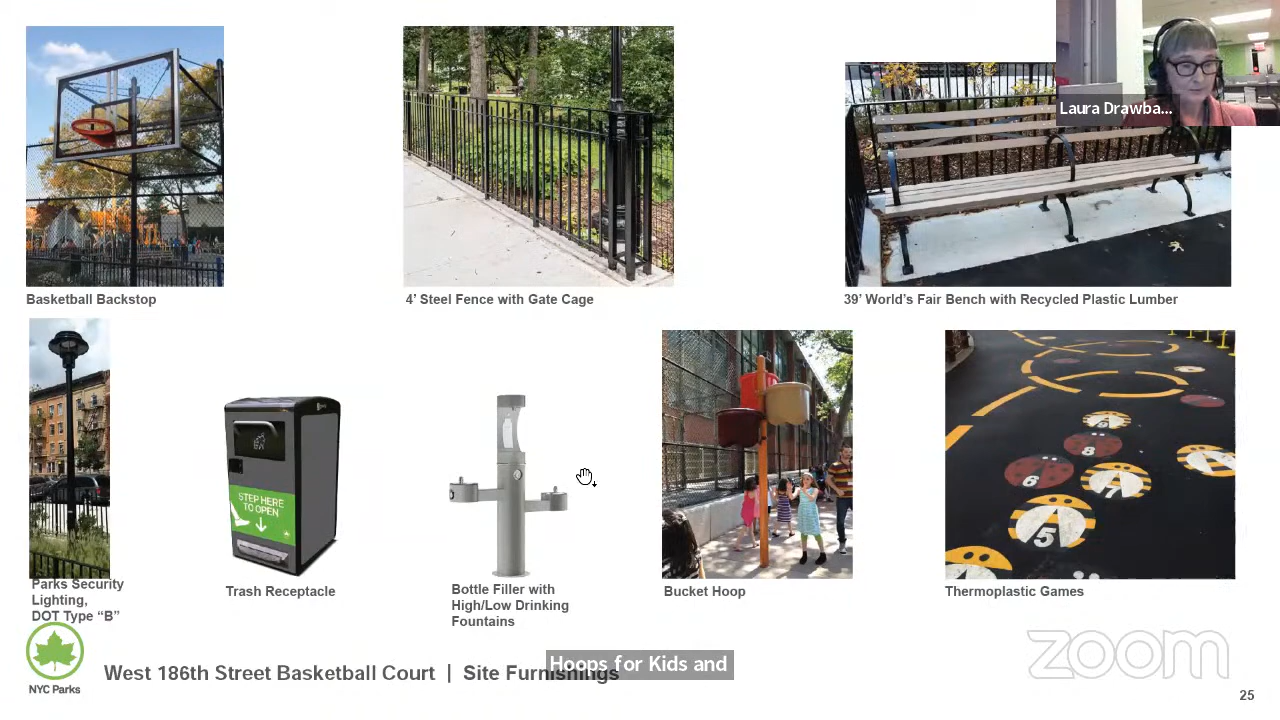 Laura Drawba...
Basketball Backstop
4' Steel Fence with Gate Cage
39' World's Fair Bench with Recycled Plastic Lumber
STEP HERE
TO OPEN
6
8
6
7
5
Parks Security
Lighting,
DOT Type “B”
Trash Receptacle
Bottle Filler with
High/Low Drinking
Fountains
Bucket Hoop
Thermoplastic Games
NYC Parks
West 186th Street Basketball Court | Site Furnishings
Hoops for Kids and
zoom
25